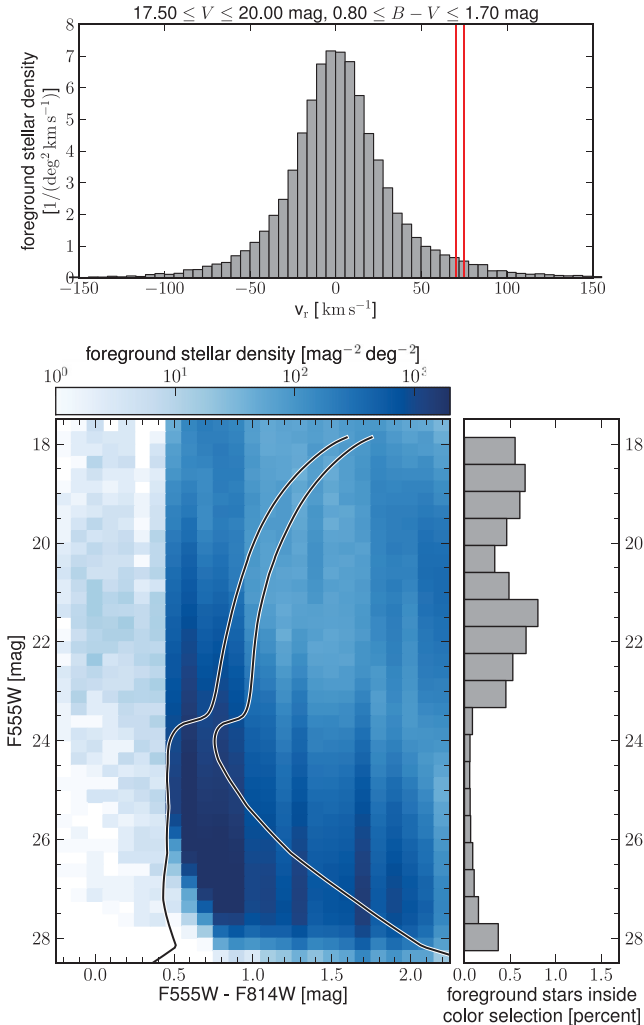 17.50 ≤ V ≤ 20.00 mag, 0.80 ≤ B − V ≤ 1.70 mag
foreground stellar density
[1/(deg² km s⁻¹)]
8
7
6
5
4
3
2
1
0
−150 −100 −50 0 50 100 150
v_r [km s⁻¹]
foreground stellar density [mag⁻² deg⁻²]
10⁰ 10¹ 10² 10³
F555W [mag]
18 18
20 20
22 22
24 24
26 26
28 28
0.0 0.5 1.0 1.5 2.0 0.0 0.5 1.0 1.5
F555W - F814W [mag]
foreground stars inside
color selection [percent]